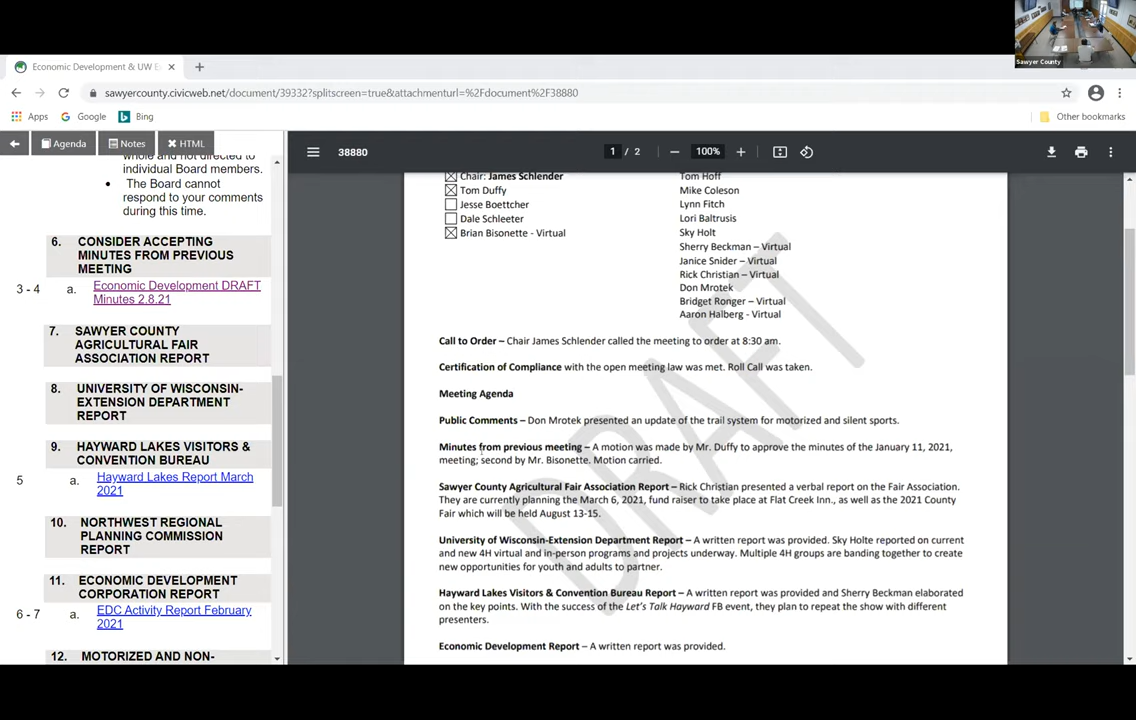 Sawyer County
Economic Development & UW E
sawyercounty.civicweb.net/document/39332?splitscreen=true&attachmenturl=%2Fdocument%2F38880
Apps Google Bing Other bookmarks
Agenda Notes HTML
38880 1 / 2 100%
whole and not directed to
individual Board members.
• The Board cannot
respond to your comments
during this time.
6. CONSIDER ACCEPTING
MINUTES FROM PREVIOUS
MEETING
3 - 4 a. Economic Development DRAFT
Minutes 2.8.21
7. SAWYER COUNTY
AGRICULTURAL FAIR
ASSOCIATION REPORT
8. UNIVERSITY OF WISCONSIN-
EXTENSION DEPARTMENT
REPORT
9. HAYWARD LAKES VISITORS &
CONVENTION BUREAU
5 a. Hayward Lakes Report March
2021
10. NORTHWEST REGIONAL
PLANNING COMMISSION
REPORT
11. ECONOMIC DEVELOPMENT
CORPORATION REPORT
6 - 7 a. EDC Activity Report February
2021
12. MOTORIZED AND NON-
Chair: James Schlender
Tom Duffy
Jesse Boettcher
Dale Schleeter
Brian Bisonette - Virtual
Tom Hoff
Mike Coleson
Lynn Fitch
Lori Baltrusis
Sky Holt
Sherry Beckman – Virtual
Janice Snider – Virtual
Rick Christian – Virtual
Don Mrotek
Bridget Ronger – Virtual
Aaron Halberg - Virtual
DRAFT
Call to Order – Chair James Schlender called the meeting to order at 8:30 am.
Certification of Compliance with the open meeting law was met. Roll Call was taken.
Meeting Agenda
Public Comments – Don Mrotek presented an update of the trail system for motorized and silent sports.
Minutes from previous meeting – A motion was made by Mr. Duffy to approve the minutes of the January 11, 2021,
meeting; second by Mr. Bisonette. Motion carried.
Sawyer County Agricultural Fair Association Report – Rick Christian presented a verbal report on the Fair Association.
They are currently planning the March 6, 2021, fund raiser to take place at Flat Creek Inn., as well as the 2021 County
Fair which will be held August 13-15.
University of Wisconsin-Extension Department Report – A written report was provided. Sky Holte reported on current
and new 4H virtual and in-person programs and projects underway. Multiple 4H groups are banding together to create
new opportunities for youth and adults to partner.
Hayward Lakes Visitors & Convention Bureau Report – A written report was provided and Sherry Beckman elaborated
on the key points. With the success of the Let's Talk Hayward FB event, they plan to repeat the show with different
presenters.
Economic Development Report – A written report was provided.